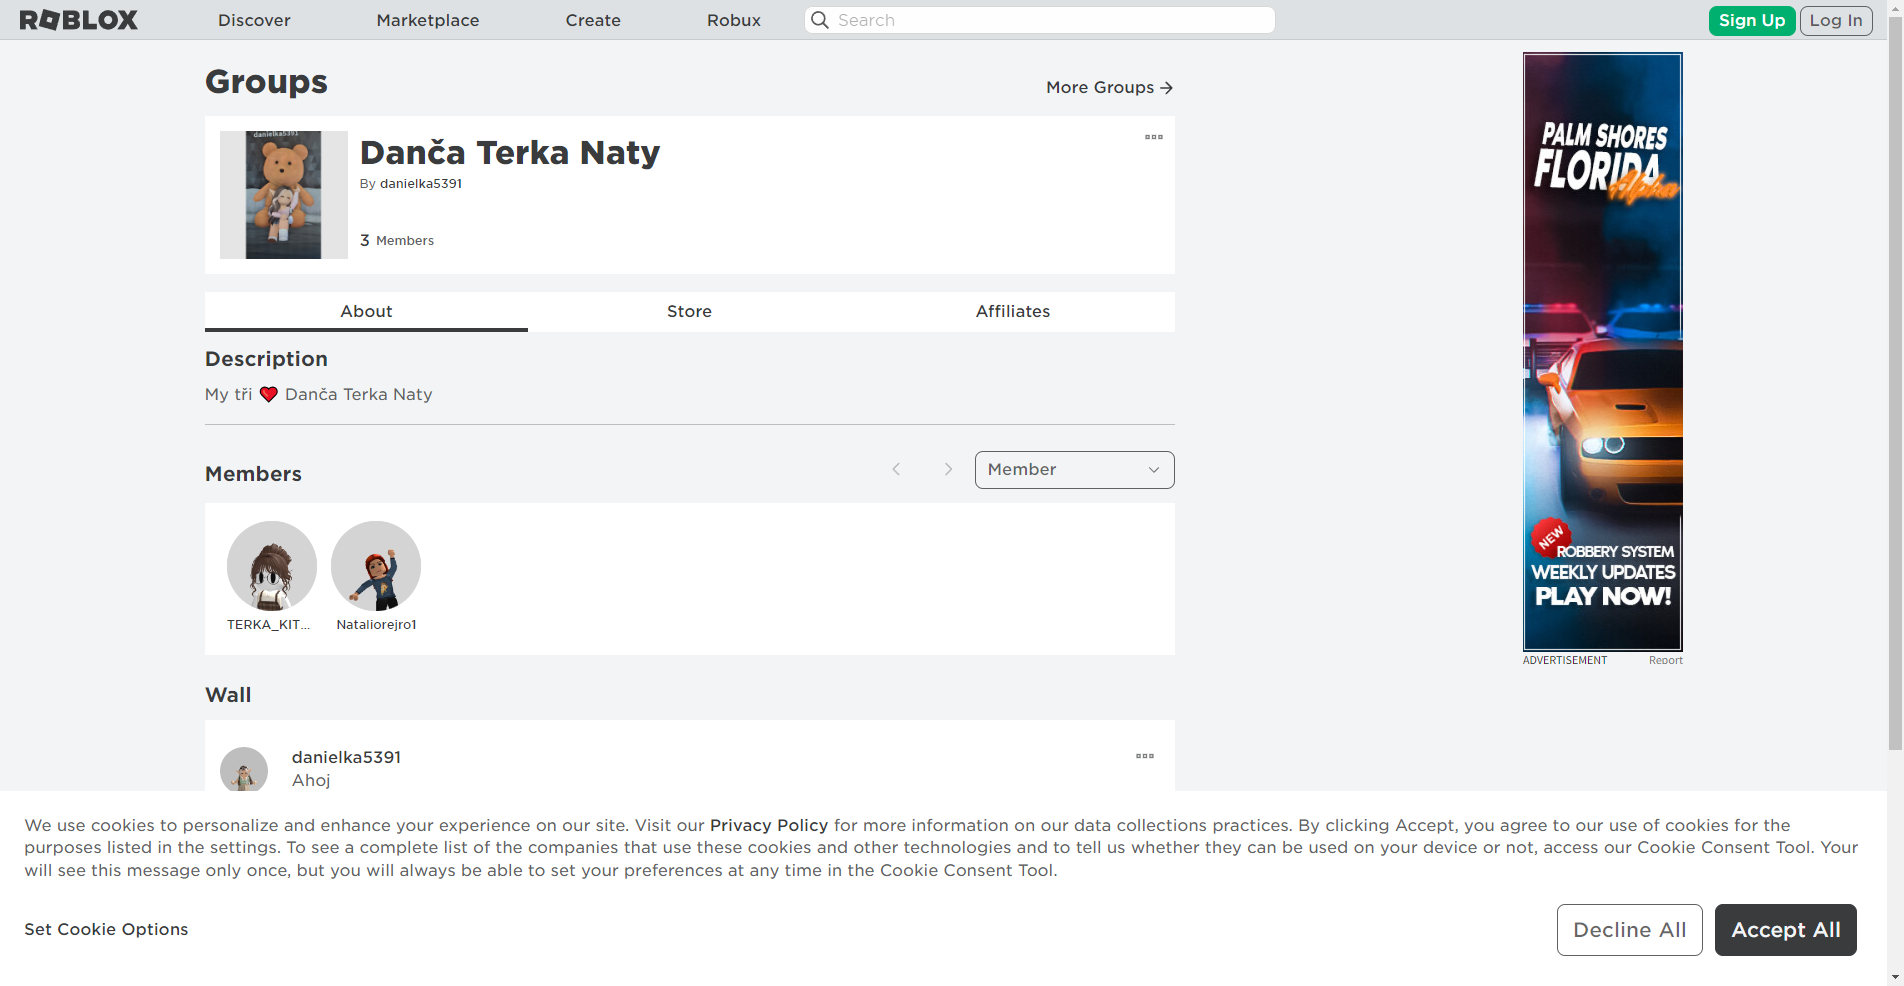 ROBLOX
Discover
Marketplace
Create
Robux
Search
Sign Up
Log In
Groups
More Groups
danielka5391
Danča Terka Naty
By danielka5391
3 Members
About
Store
Affiliates
Description
My tři ❤ Danča Terka Naty
Members
Member
TERKA_KIT...
Nataliorejro1
Wall
danielka5391
Ahoj
PALM SHORES
FLORIDA
Alpha
NEW
ROBBERY SYSTEM
WEEKLY UPDATES
PLAY NOW!
ADVERTISEMENT
Report
We use cookies to personalize and enhance your experience on our site. Visit our Privacy Policy for more information on our data collections practices. By clicking Accept, you agree to our use of cookies for the
purposes listed in the settings. To see a complete list of the companies that use these cookies and other technologies and to tell us whether they can be used on your device or not, access our Cookie Consent Tool. Your
will see this message only once, but you will always be able to set your preferences at any time in the Cookie Consent Tool.
Set Cookie Options
Decline All
Accept All